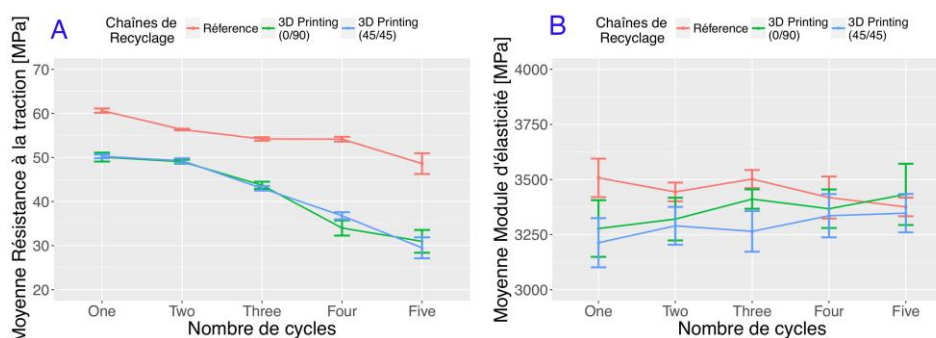 A
Chaînes de
Recyclage
Réference
3D Printing
(0/90)
3D Printing
(45/45)
Moyenne Résistance à la traction [MPa]
70
60
50
40
30
20
One Two Three Four Five
Nombre de cycles
B
Chaînes de
Recyclage
Réference
3D Printing
(0/90)
3D Printing
(45/45)
Moyenne Module d'élasticité [MPa]
4000
3750
3500
3250
3000
One Two Three Four Five
Nombre de cycles